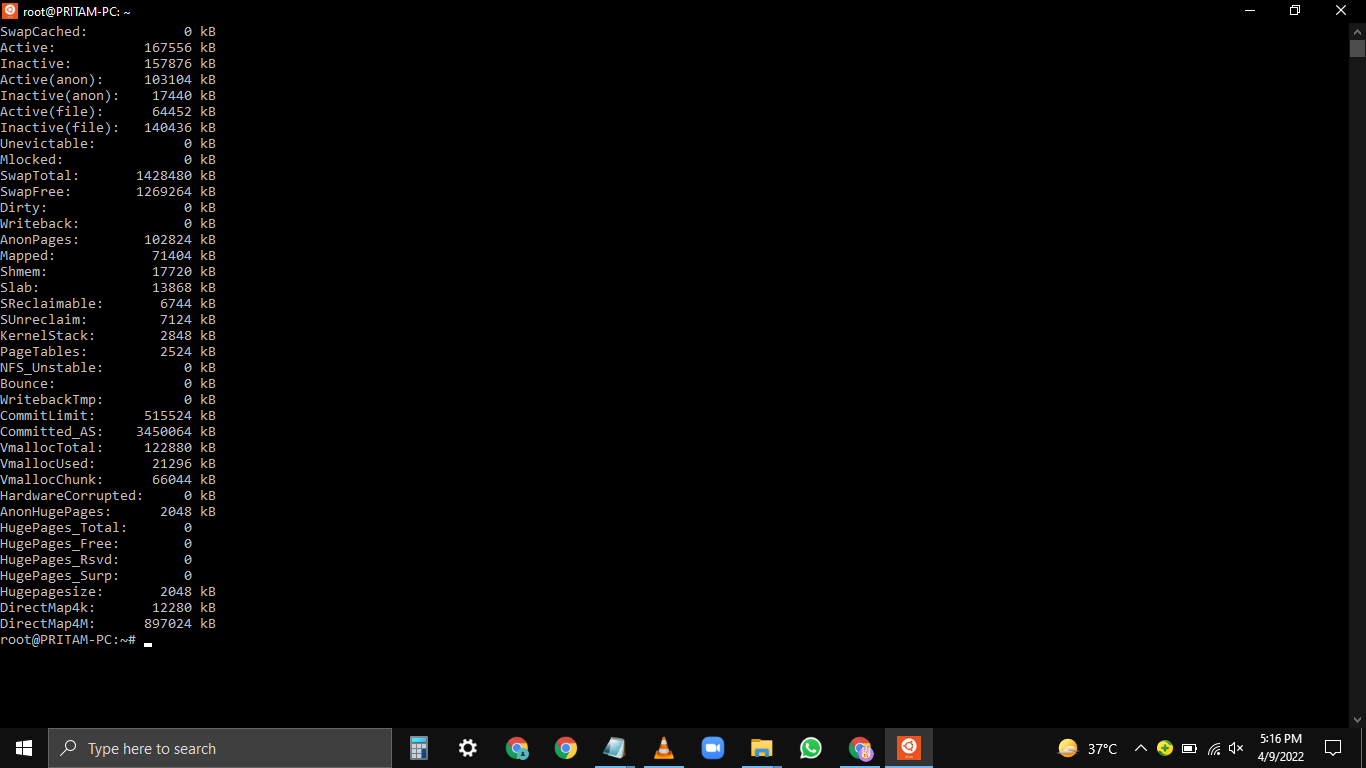 root@PRITAM-PC: ~
SwapCached: 0 kB
Active: 167556 kB
Inactive: 157876 kB
Active(anon): 103104 kB
Inactive(anon): 17440 kB
Active(file): 64452 kB
Inactive(file): 140436 kB
Unevictable: 0 kB
Mlocked: 0 kB
SwapTotal: 1428480 kB
SwapFree: 1269264 kB
Dirty: 0 kB
Writeback: 0 kB
AnonPages: 102824 kB
Mapped: 71404 kB
Shmem: 17720 kB
Slab: 13868 kB
SReclaimable: 6744 kB
SUnreclaim: 7124 kB
KernelStack: 2848 kB
PageTables: 2524 kB
NFS_Unstable: 0 kB
Bounce: 0 kB
WritebackTmp: 0 kB
CommitLimit: 515524 kB
Committed_AS: 3450064 kB
VmallocTotal: 122880 kB
VmallocUsed: 21296 kB
VmallocChunk: 66044 kB
HardwareCorrupted: 0 kB
AnonHugePages: 2048 kB
HugePages_Total: 0
HugePages_Free: 0
HugePages_Rsvd: 0
HugePages_Surp: 0
Hugepagesize: 2048 kB
DirectMap4k: 12280 kB
DirectMap4M: 897024 kB
root@PRITAM-PC:~#
Type here to search
37°C
5:16 PM
4/9/2022